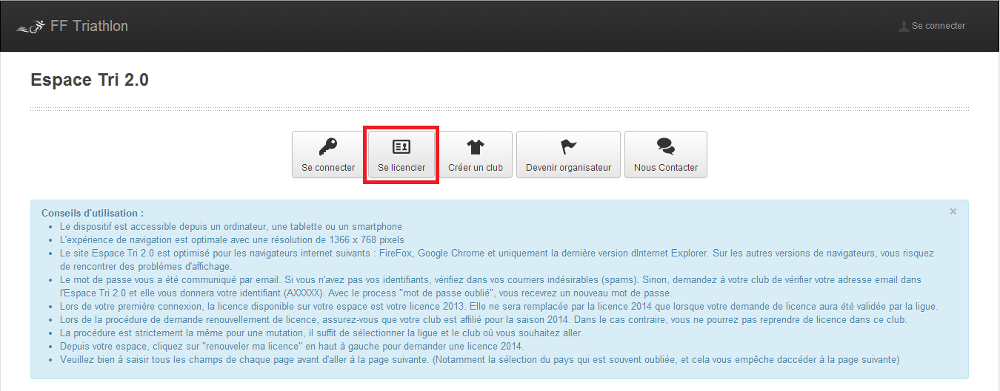 FF Triathlon
Se connecter
Espace Tri 2.0
Se connecter
Se licencier
Créer un club
Devenir organisateur
Nous Contacter
Conseils d'utilisation :
×
• Le dispositif est accessible depuis un ordinateur, une tablette ou un smartphone
• L'expérience de navigation est optimale avec une résolution de 1366 x 768 pixels
• Le site Espace Tri 2.0 est optimisé pour les navigateurs internet suivants : FireFox, Google Chrome et uniquement la dernière version dInternet Explorer. Sur les autres versions de navigateurs, vous risquez
de rencontrer des problèmes d'affichage.
• Le mot de passe vous a été communiqué par email. Si vous n'avez pas vos identifiants, vérifiez dans vos courriers indésirables (spams). Sinon, demandez à votre club de vérifier votre adresse email dans
l'Espace Tri 2.0 et elle vous donnera votre identifiant (AXXXXX). Avec le process "mot de passe oublié", vous recevrez un nouveau mot de passe.
• Lors de votre première connexion, la licence disponible sur votre espace est votre licence 2013. Elle ne sera remplacée par la licence 2014 que lorsque votre demande de licence aura été validée par la ligue.
• Lors de la procédure de demande renouvellement de licence, assurez-vous que votre club est affilié pour la saison 2014. Dans le cas contraire, vous ne pourrez pas reprendre de licence dans ce club.
• La procédure est strictement la même pour une mutation, il suffit de sélectionner la ligue et le club où vous souhaitez aller.
• Depuis votre espace, cliquez sur "renouveler ma licence" en haut à gauche pour demander une licence 2014.
• Veuillez bien à saisir tous les champs de chaque page avant d'aller à la page suivante. (Notamment la sélection du pays qui est souvent oubliée, et cela vous empêche daccéder à la page suivante)